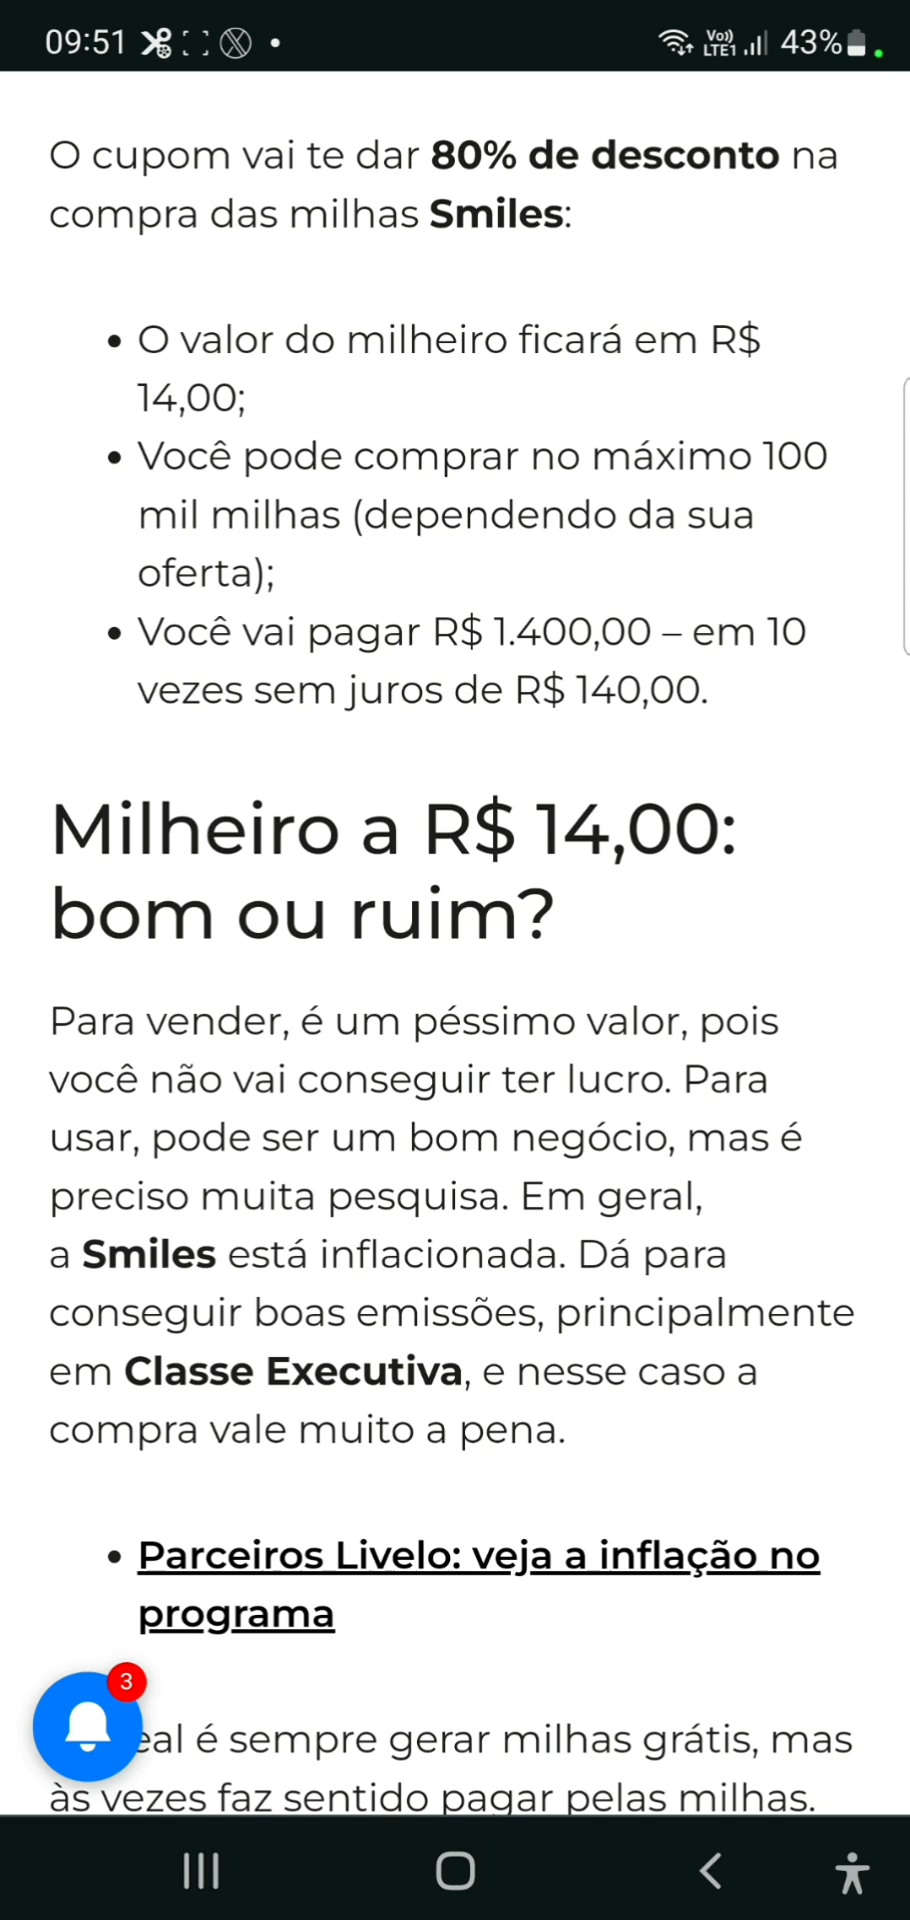 09:51
Vo))
LTE1
43%
O cupom vai te dar 80% de desconto na
compra das milhas Smiles:
• O valor do milheiro ficará em R$
14,00;
• Você pode comprar no máximo 100
mil milhas (dependendo da sua
oferta);
• Você vai pagar R$ 1.400,00 – em 10
vezes sem juros de R$ 140,00.
Milheiro a R$ 14,00:
bom ou ruim?
Para vender, é um péssimo valor, pois
você não vai conseguir ter lucro. Para
usar, pode ser um bom negócio, mas é
preciso muita pesquisa. Em geral,
a Smiles está inflacionada. Dá para
conseguir boas emissões, principalmente
em Classe Executiva, e nesse caso a
compra vale muito a pena.
• Parceiros Livelo: veja a inflação no
programa
3
eal é sempre gerar milhas grátis, mas
às vezes faz sentido pagar pelas milhas.